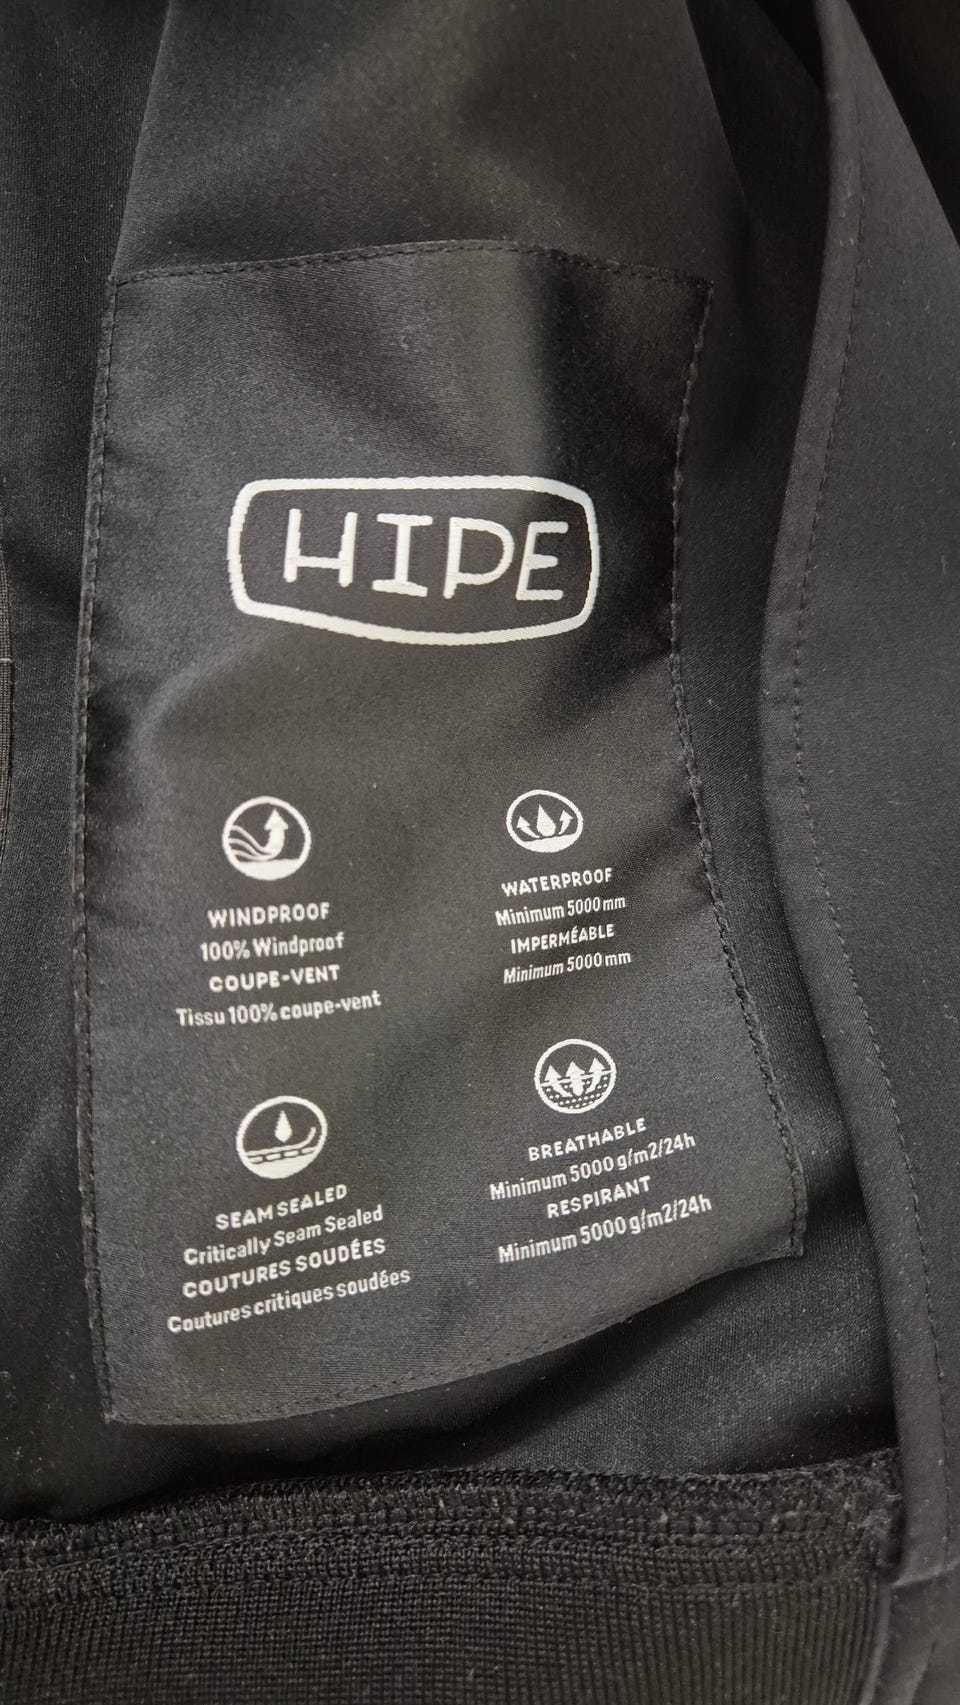 HIPE
WINDPROOF
100% Windproof
COUPE-VENT
Tissu 100% coupe-vent
WATERPROOF
Minimum 5000 mm
IMPERMÉABLE
Minimum 5000 mm
SEAM SEALED
Critically Seam Sealed
COUTURES SOUDÉES
Coutures critiques soudées
BREATHABLE
Minimum 5000 g/m2/24h
RESPIRANT
Minimum 5000 g/m2/24h